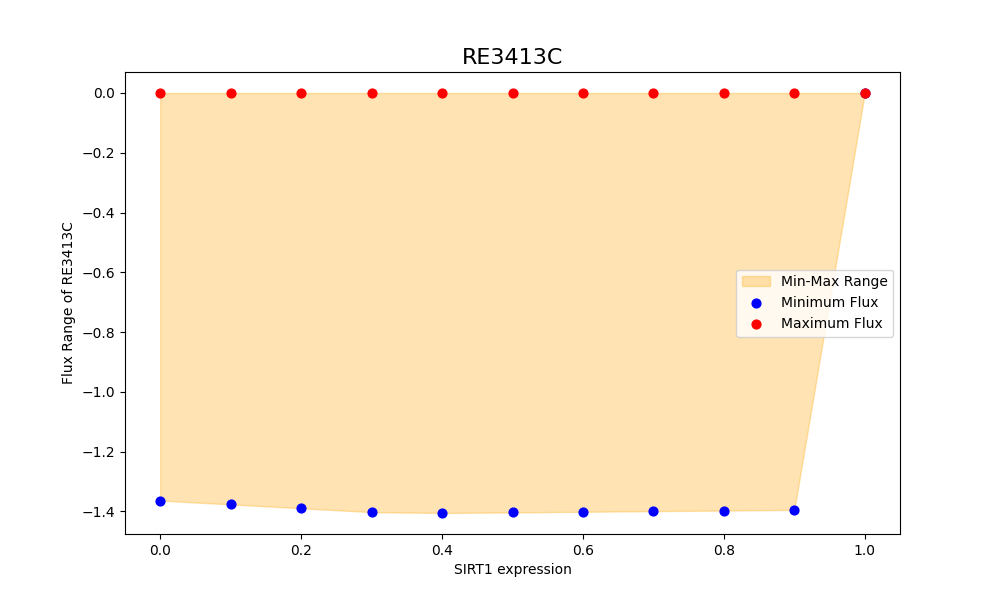 RE3413C
0.0
−0.2
−0.4
−0.6
−0.8
−1.0
−1.2
−1.4
Flux Range of RE3413C
Min-Max Range
Minimum Flux
Maximum Flux
0.0 0.2 0.4 0.6 0.8 1.0
SIRT1 expression